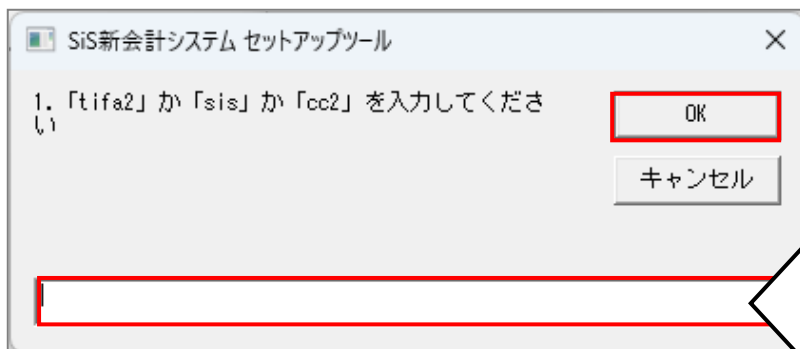 SiS新会計システム セットアップツール
1.「tifa2」か「sis」か「cc2」を入力してくださ
い
OK
キャンセル